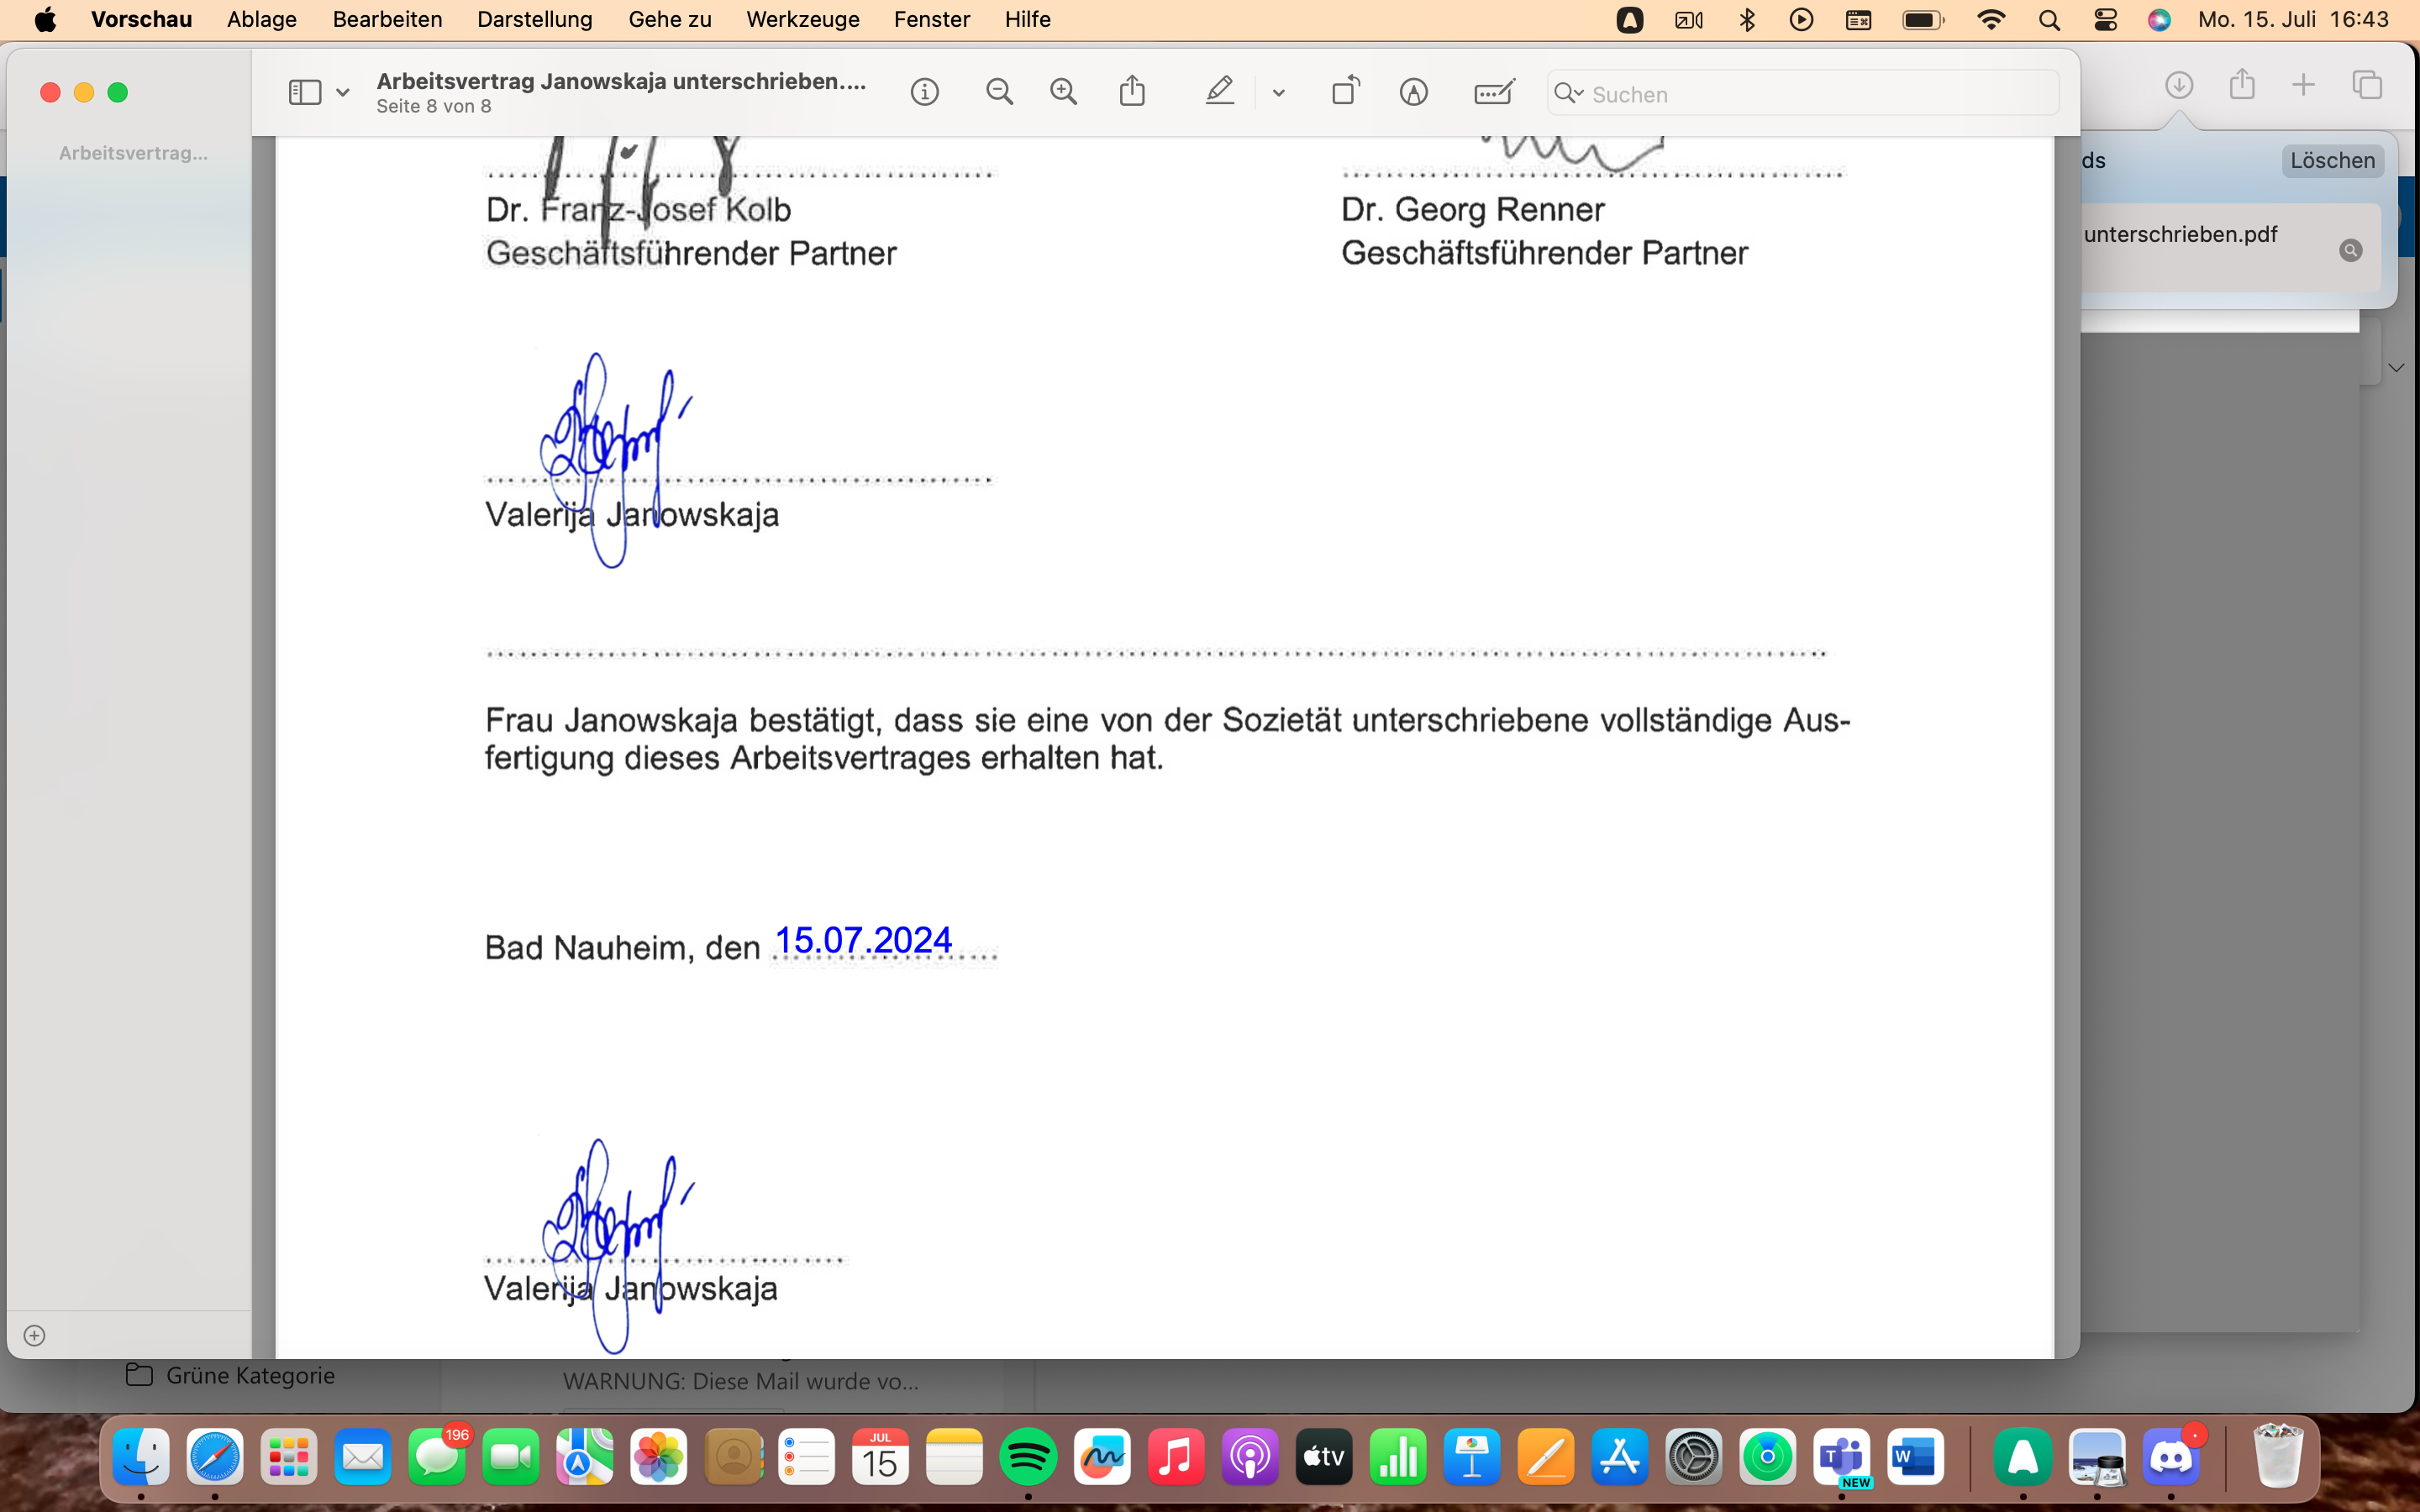 Vorschau Ablage Bearbeiten Darstellung Gehe zu Werkzeuge Fenster Hilfe Mo. 15. Juli 16:43
Arbeitsvertrag Janowskaja unterschrieben....
Seite 8 von 8
Suchen
Arbeitsvertrag...
ds
Löschen
unterschrieben.pdf
Dr. Franz-Josef Kolb
Geschäftsführender Partner
Dr. Georg Renner
Geschäftsführender Partner
Valerija Janowskaja
Frau Janowskaja bestätigt, dass sie eine von der Sozietät unterschriebene vollständige Aus-
fertigung dieses Arbeitsvertrages erhalten hat.
Bad Nauheim, den 15.07.2024
Valerija Janowskaja
Grüne Kategorie
WARNUNG: Diese Mail wurde vo...
196
JUL
15
tv
NEW